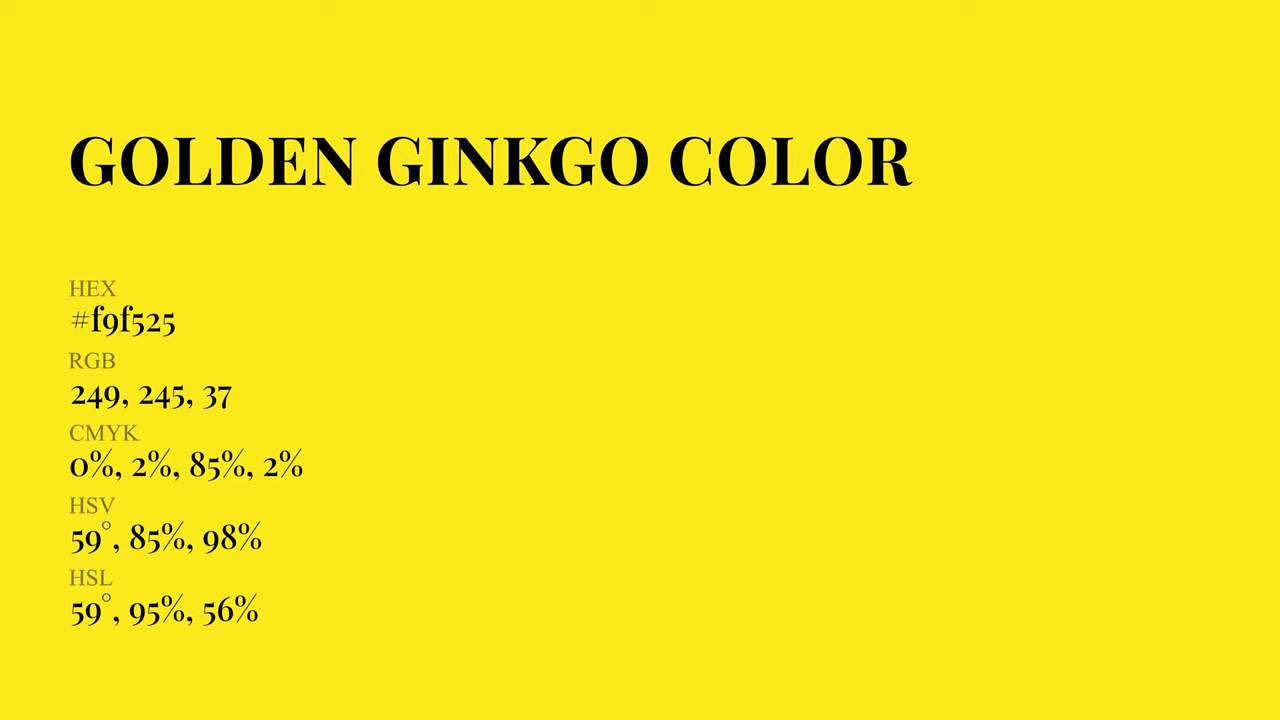 GOLDEN GINKGO COLOR
HEX
#f9f525
RGB
249, 245, 37
CMYK
0%, 2%, 85%, 2%
HSV
59°, 85%, 98%
HSL
59°, 95%, 56%